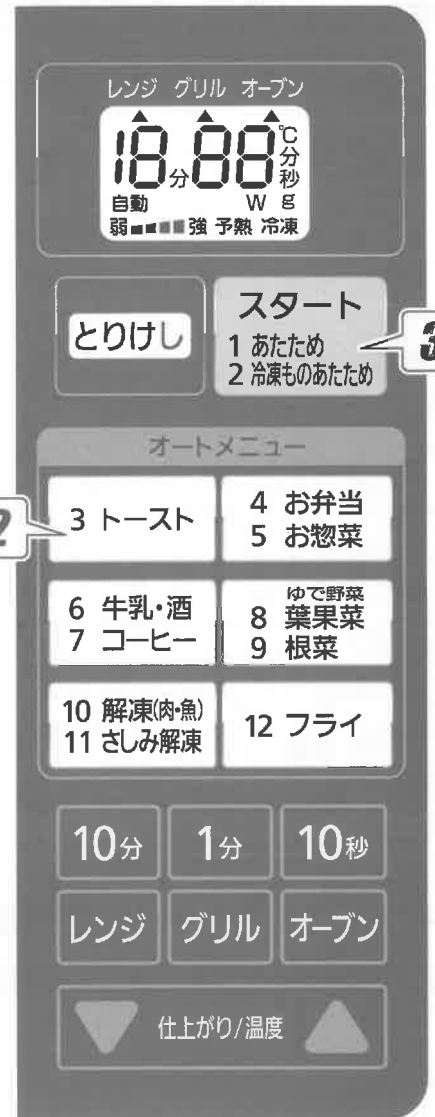 レンジ グリル オーブン
18分88℃分秒
自動 W g
弱 強 予熱 冷凍
とりけし
スタート
1 あたため
2 冷凍ものあたため
3
オートメニュー
2
3 トースト
4 お弁当
5 お惣菜
6 牛乳・酒
7 コーヒー
ゆで野菜
8 葉果菜
9 根菜
10 解凍(肉・魚)
11 さしみ解凍
12 フライ
10分 1分 10秒
レンジ グリル オーブン
仕上がり/温度